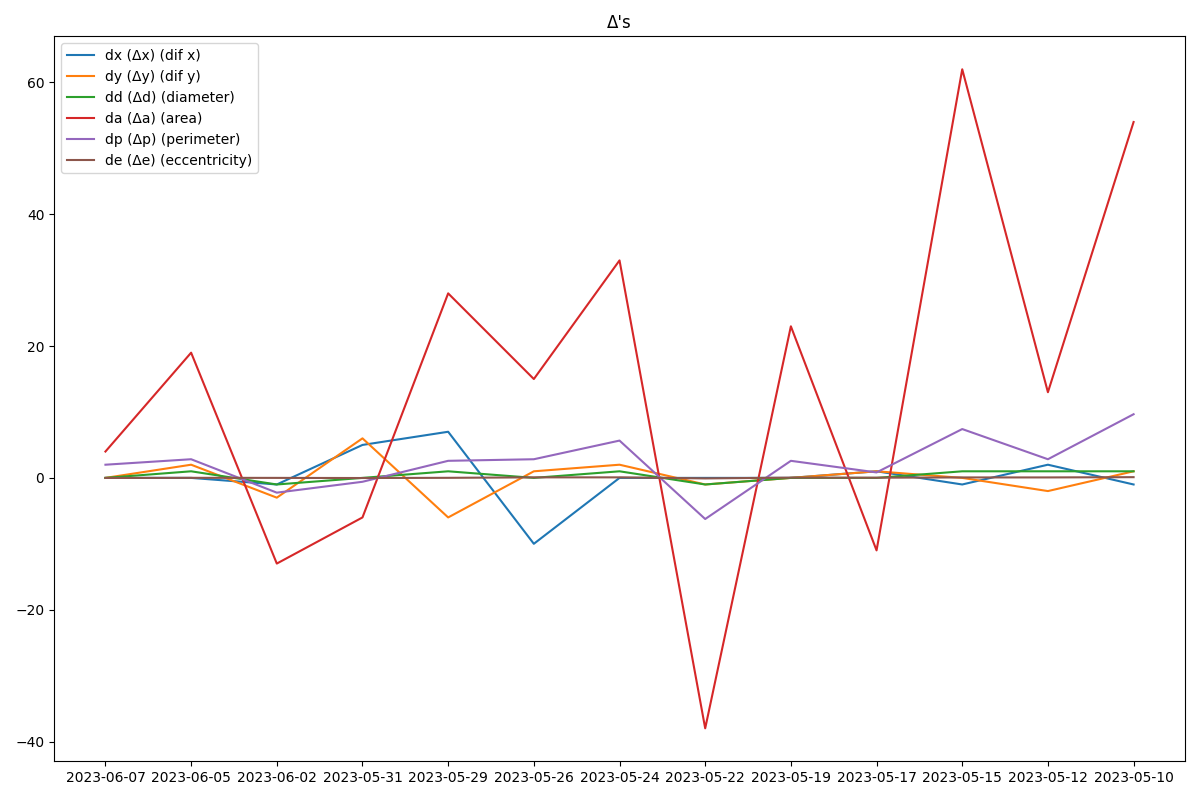 Δ's
dx (Δx) (dif x)
dy (Δy) (dif y)
dd (Δd) (diameter)
da (Δa) (area)
dp (Δp) (perimeter)
de (Δe) (eccentricity)
60
40
20
0
−20
−40
2023-06-07 2023-06-05 2023-06-02 2023-05-31 2023-05-29 2023-05-26 2023-05-24 2023-05-22 2023-05-19 2023-05-17 2023-05-15 2023-05-12 2023-05-10